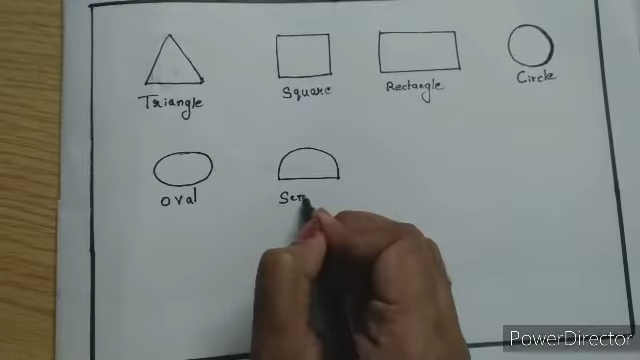 Triangle
Square
Rectangle
Circle
oval
PowerDirector